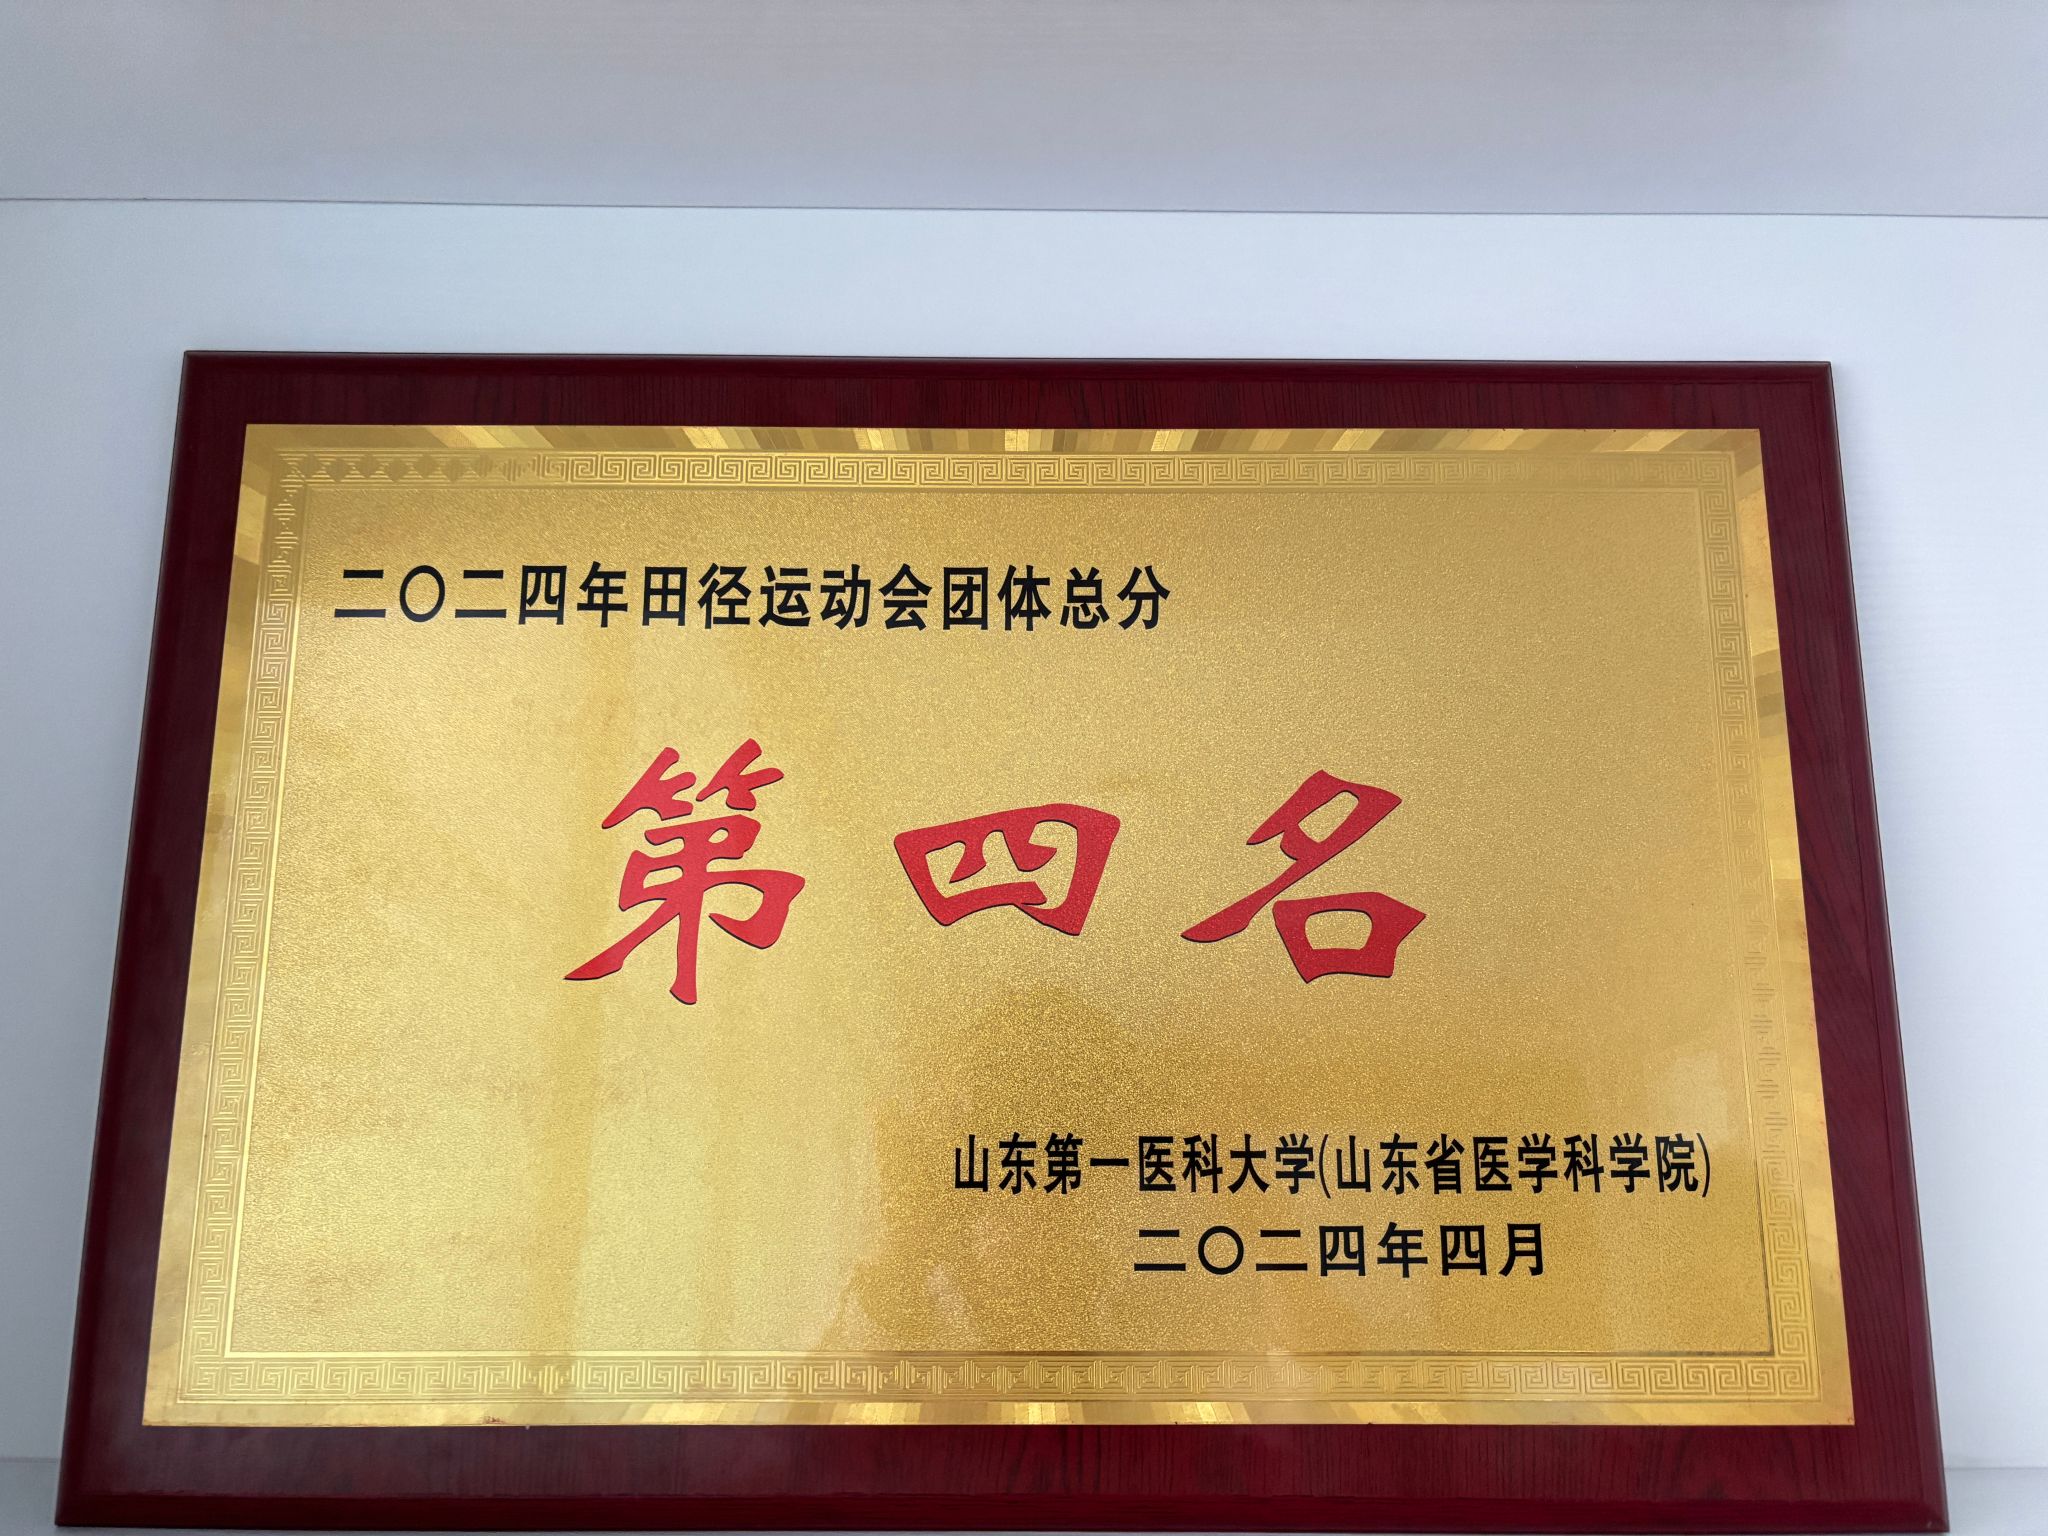 二〇二四年田径运动会团体总分
第四名
山东第一医科大学(山东省医学科学院)
二〇二四年四月